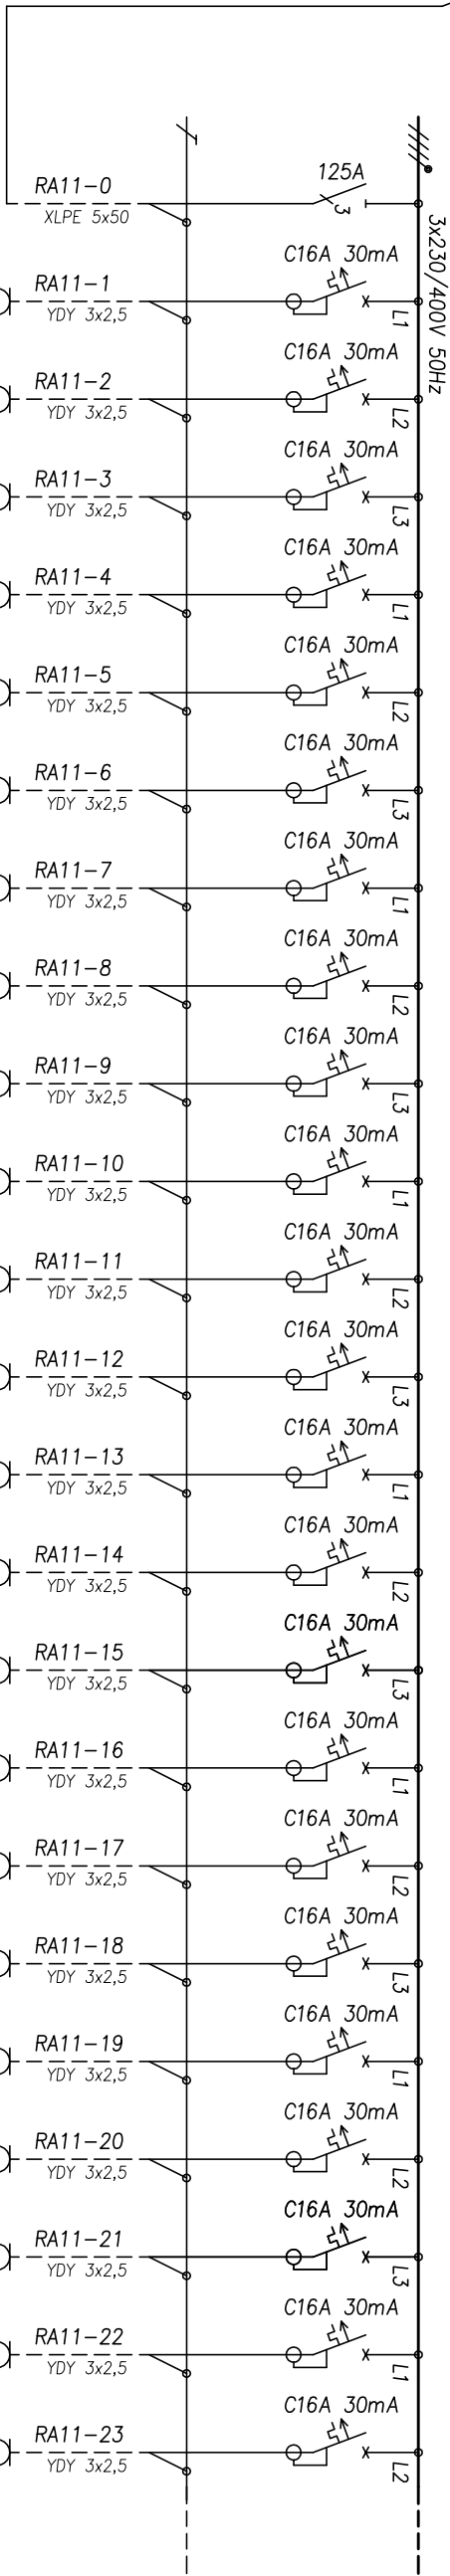 3x230/400V 50Hz
125A
3
RA11-0
XLPE 5x50
C16A 30mA
RA11-1
YDY 3x2,5
L1
C16A 30mA
RA11-2
YDY 3x2,5
L2
C16A 30mA
RA11-3
YDY 3x2,5
L3
C16A 30mA
RA11-4
YDY 3x2,5
L1
C16A 30mA
RA11-5
YDY 3x2,5
L2
C16A 30mA
RA11-6
YDY 3x2,5
L3
C16A 30mA
RA11-7
YDY 3x2,5
L1
C16A 30mA
RA11-8
YDY 3x2,5
L2
C16A 30mA
RA11-9
YDY 3x2,5
L3
C16A 30mA
RA11-10
YDY 3x2,5
L1
C16A 30mA
RA11-11
YDY 3x2,5
L2
C16A 30mA
RA11-12
YDY 3x2,5
L3
C16A 30mA
RA11-13
YDY 3x2,5
L1
C16A 30mA
RA11-14
YDY 3x2,5
L2
C16A 30mA
RA11-15
YDY 3x2,5
L3
C16A 30mA
RA11-16
YDY 3x2,5
L1
C16A 30mA
RA11-17
YDY 3x2,5
L2
C16A 30mA
RA11-18
YDY 3x2,5
L3
C16A 30mA
RA11-19
YDY 3x2,5
L1
C16A 30mA
RA11-20
YDY 3x2,5
L2
C16A 30mA
RA11-21
YDY 3x2,5
L3
C16A 30mA
RA11-22
YDY 3x2,5
L1
C16A 30mA
RA11-23
YDY 3x2,5
L2